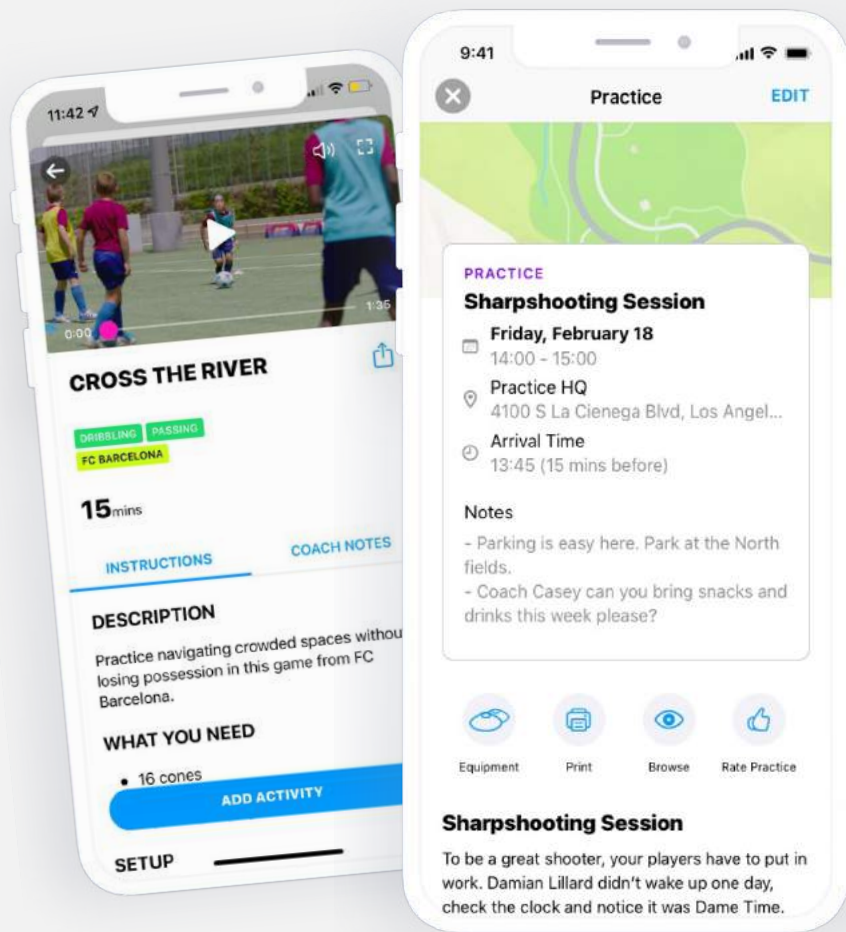 11:42
0:00
1:35
CROSS THE RIVER
DRIBBLING PASSING
FC BARCELONA
15 mins
INSTRUCTIONS COACH NOTES
DESCRIPTION
Practice navigating crowded spaces withou
losing possession in this game from FC
Barcelona.
WHAT YOU NEED
• 16 cones
ADD ACTIVITY
SETUP
9:41
Practice EDIT
PRACTICE
Sharpshooting Session
Friday, February 18
14:00 - 15:00
Practice HQ
4100 S La Cienega Blvd, Los Angel...
Arrival Time
13:45 (15 mins before)
Notes
- Parking is easy here. Park at the North
fields.
- Coach Casey can you bring snacks and
drinks this week please?
Equipment Print Browse Rate Practice
Sharpshooting Session
To be a great shooter, your players have to put in
work. Damian Lillard didn't wake up one day,
check the clock and notice it was Dame Time.